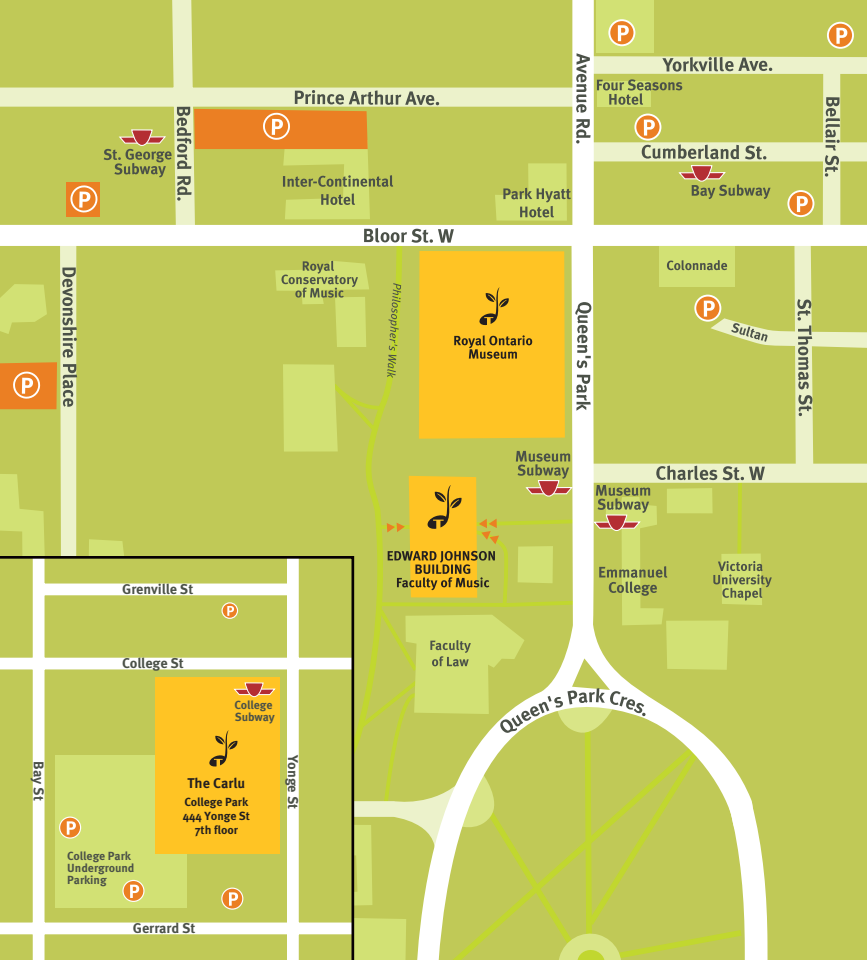 P
P
Yorkville Ave.
Avenue Rd.
Four Seasons
Hotel
Prince Arthur Ave.
Bellair St.
Bedford Rd.
P
P
St. George
Subway
Cumberland St.
Inter-Continental
Hotel
Park Hyatt
Hotel
Bay Subway
P
P
Bloor St. W
Devonshire Place
Royal
Conservatory
of Music
Philosopher's Walk
Royal Ontario
Museum
Queen's Park
Colonnade
P
Sultan
St. Thomas St.
P
Museum
Subway
Charles St. W
Museum
Subway
EDWARD JOHNSON
BUILDING
Faculty of Music
Emmanuel
College
Victoria
University
Chapel
Faculty
of Law
Queen's Park Cres.
Grenville St
P
College St
College
Subway
Bay St
Yonge St
The Carlu
College Park
444 Yonge St
7th floor
P
College Park
Underground
Parking
P
P
Gerrard St